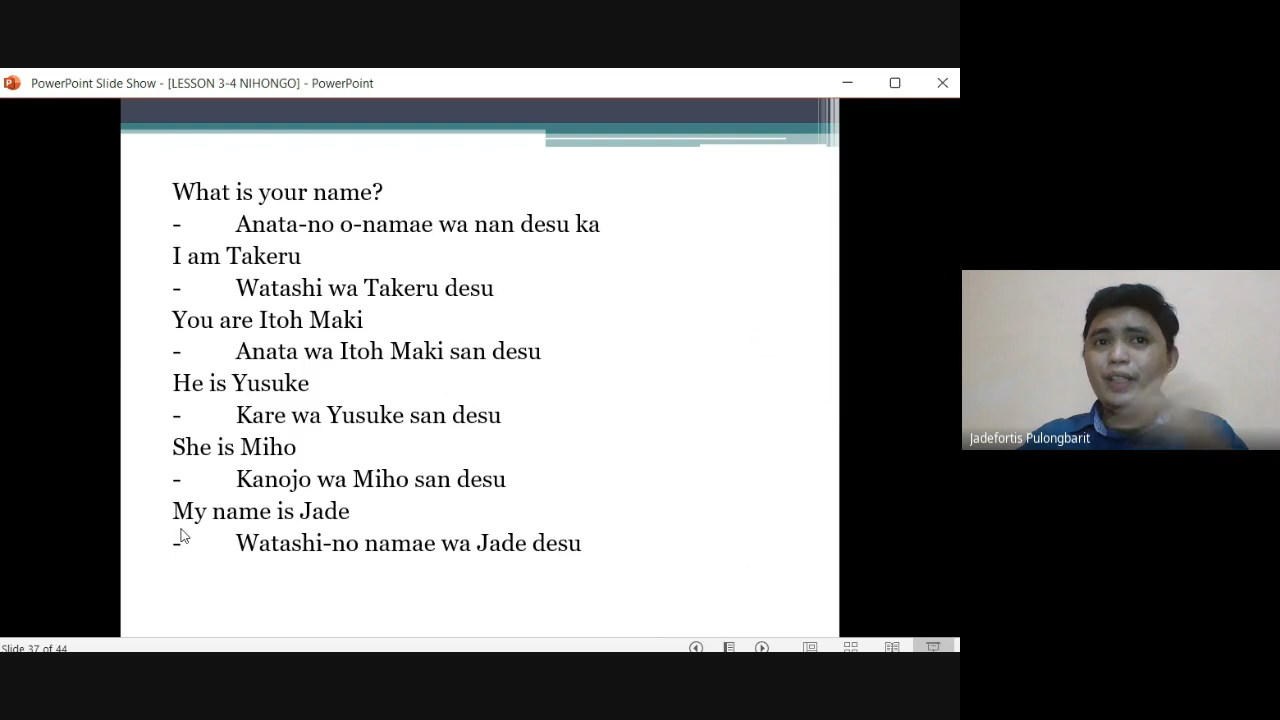 PowerPoint Slide Show - [LESSON 3-4 NIHONGO] - PowerPoint
What is your name?
- Anata-no o-namae wa nan desu ka
I am Takeru
- Watashi wa Takeru desu
You are Itoh Maki
- Anata wa Itoh Maki san desu
He is Yusuke
- Kare wa Yusuke san desu
She is Miho
- Kanojo wa Miho san desu
My name is Jade
- Watashi-no namae wa Jade desu
Slide 37 of 44
Jadefortis Pulongbarit